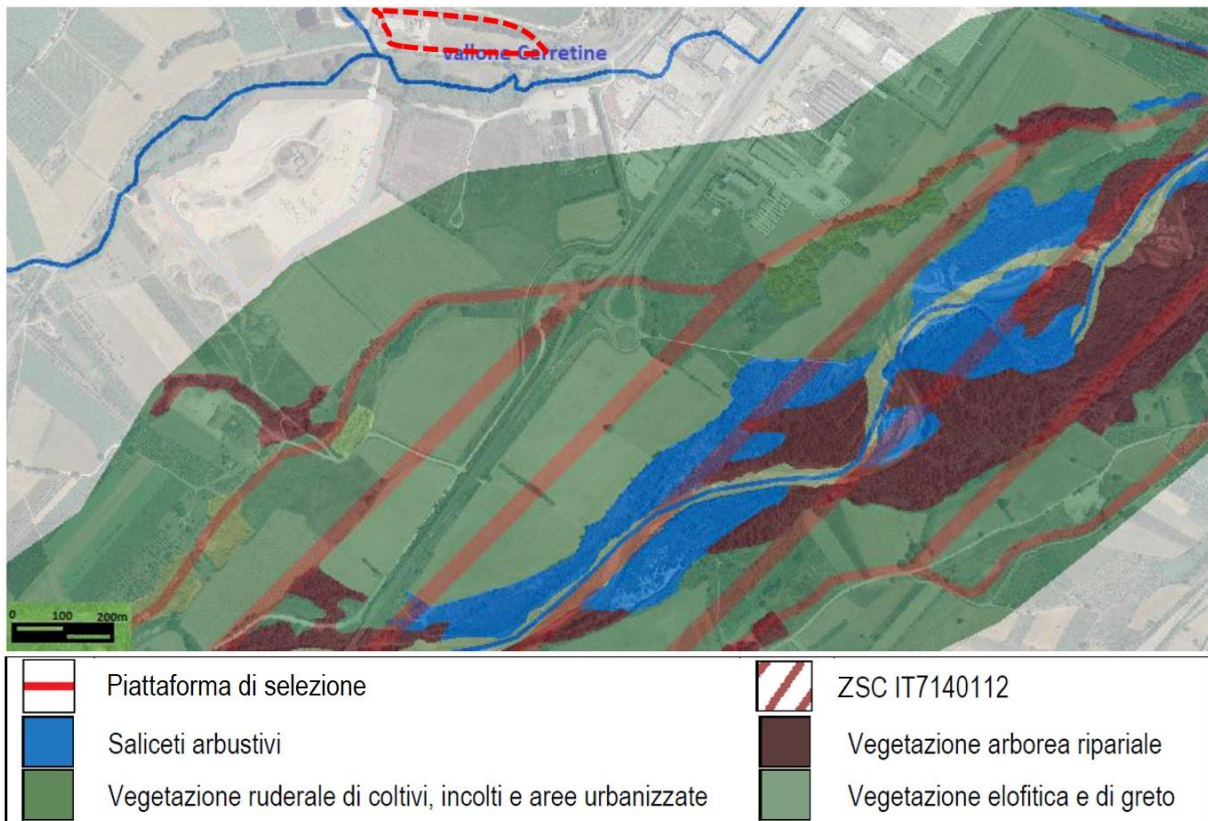 Vallone Cerretine
0 100 200m
Piattaforma di selezione
ZSC IT7140112
Saliceti arbustivi
Vegetazione arborea ripariale
Vegetazione ruderale di coltivi, incolti e aree urbanizzate
Vegetazione elofitica e di greto